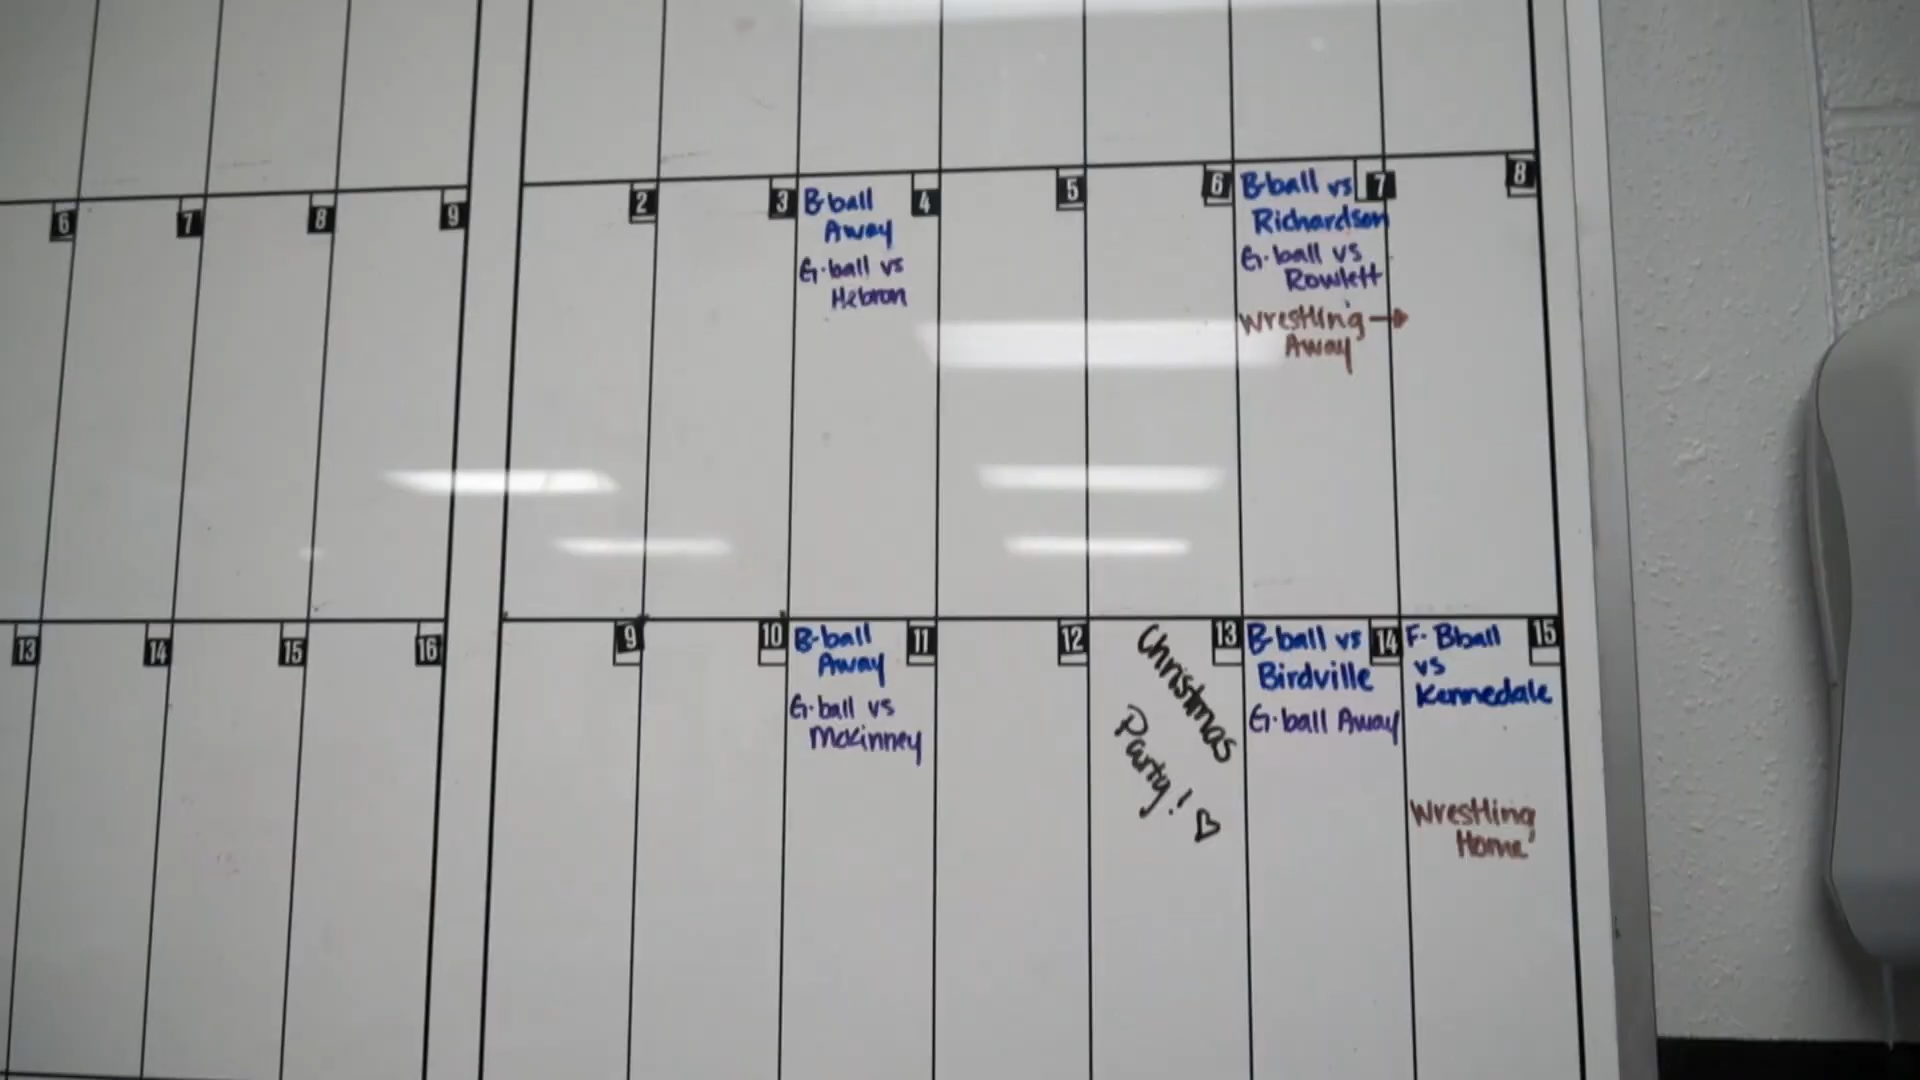 6
7
8
9
2
3
B-ball
Away
G-ball vs
Hebron
4
5
6
B-ball vs
Richardson
G-ball vs
Rowlett
Wrestling →
Away
7
8
13
14
15
16
9
10
B-ball
Away
G-ball vs
McKinney
11
12
Christmas
Party! ♡
13
B-ball vs
Birdville
G-ball Away
14
F. Bball
vs
Kennedale
Wrestling
Home
15